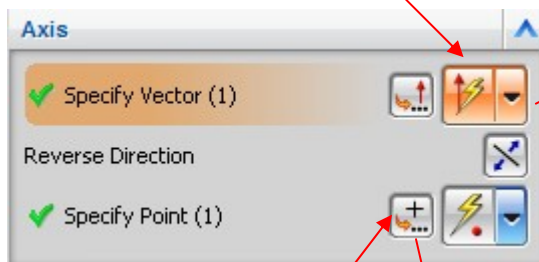 Axis
Specify Vector (1)
Reverse Direction
Specify Point (1)